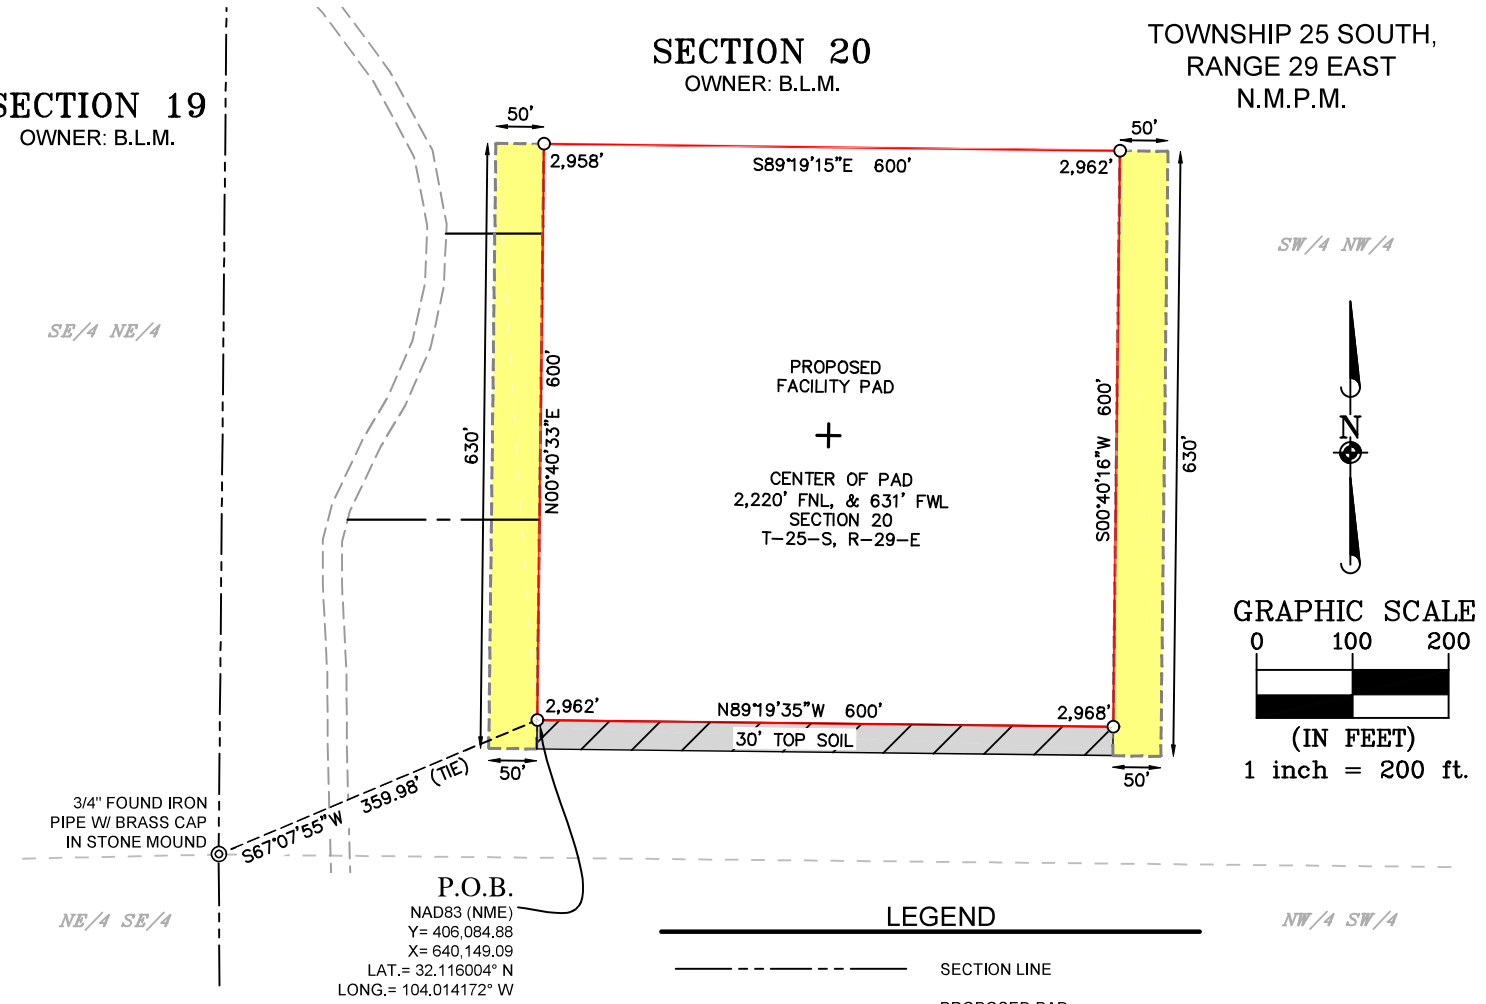 SECTION 20
OWNER: B.L.M.
TOWNSHIP 25 SOUTH,
RANGE 29 EAST
N.M.P.M.
SECTION 19
OWNER: B.L.M.
50'
50'
2,958'
S89°19'15"E 600'
2,962'
SW/4 NW/4
SE/4 NE/4
630'
N00°40'33"E 600'
PROPOSED
FACILITY PAD
CENTER OF PAD
2,220' FNL, & 631' FWL
SECTION 20
T-25-S, R-29-E
S00°40'16"W 600'
630'
N
GRAPHIC SCALE
0 100 200
(IN FEET)
1 inch = 200 ft.
2,962'
N89°19'35"W 600'
2,968'
30' TOP SOIL
50'
50'
S67°07'55"W 359.98' (TIE)
3/4" FOUND IRON
PIPE W/ BRASS CAP
IN STONE MOUND
NE/4 SE/4
P.O.B.
NAD83 (NME)
Y= 406,084.88
X= 640,149.09
LAT.= 32.116004° N
LONG.= 104.014172° W
LEGEND
NW/4 SW/4
SECTION LINE
PROPOSED PAD